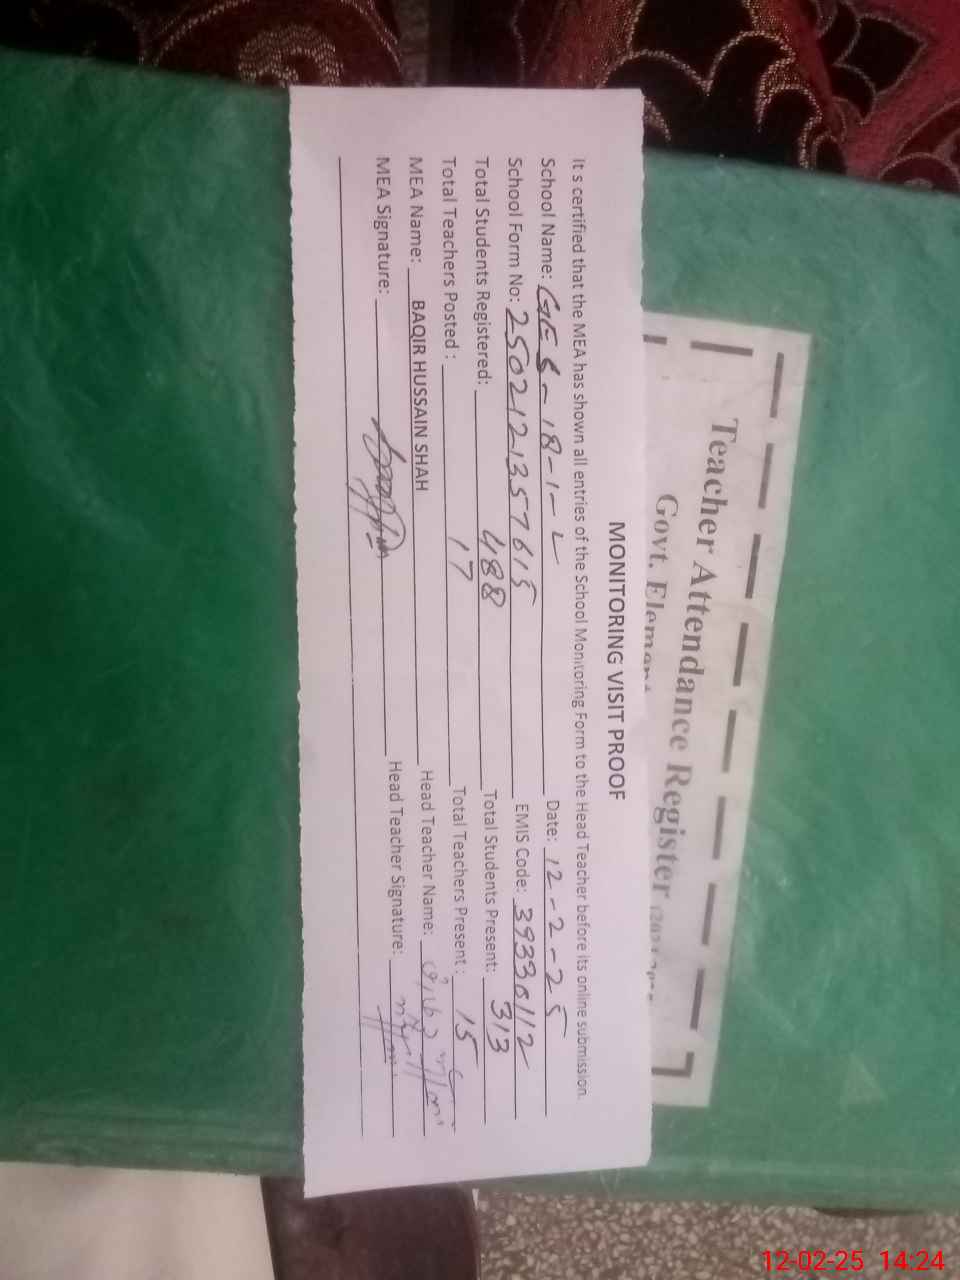 MONITORING VISIT PROOF
It s certified that the MEA has shown all entries of the School Monitoring Form to the Head Teacher before its online submission.
School Name: GES-18-1-L Date: 12-2-25
School Form No: 2502121357615 EMIS Code: 39330112
Total Students Registered: 488 Total Students Present: 313
Total Teachers Posted : 17 Total Teachers Present : 15
MEA Name: BAQIR HUSSAIN SHAH Head Teacher Name:
MEA Signature: Head Teacher Signature:
Teacher Attendance Register
Govt.
12-02-25 14:24